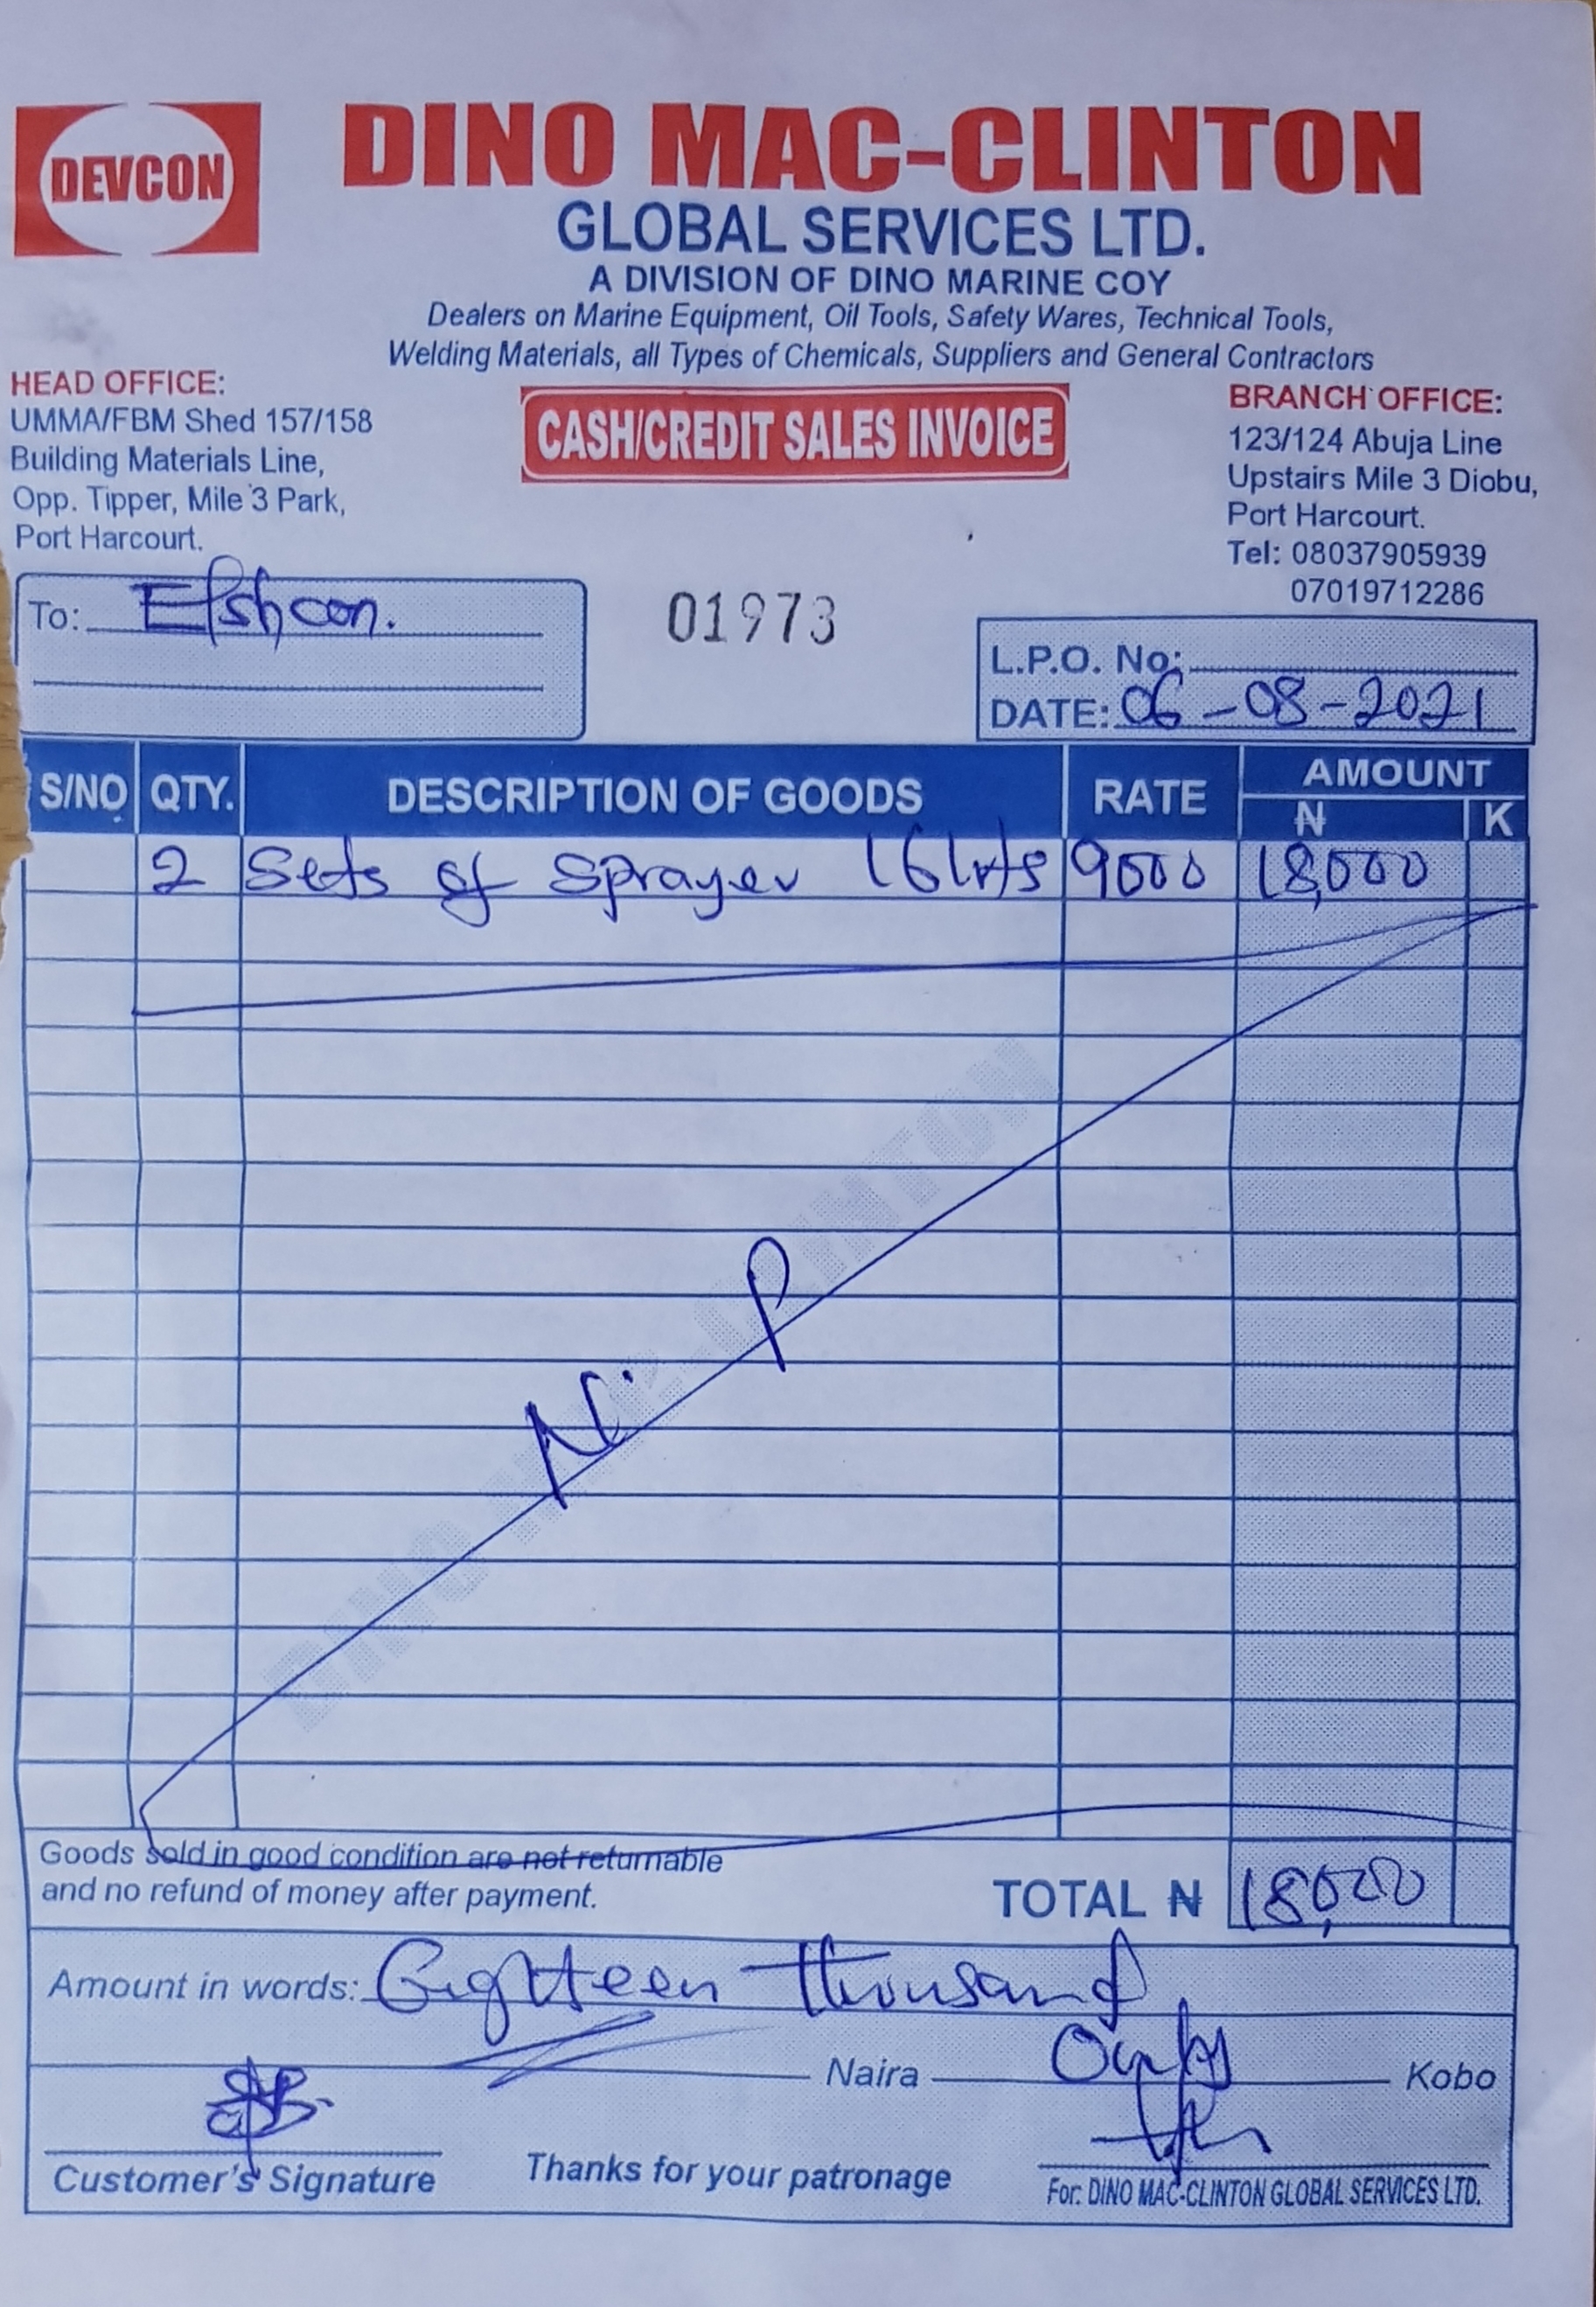 DEVCON
DINO MAC-CLINTON
GLOBAL SERVICES LTD.
A DIVISION OF DINO MARINE COY
Dealers on Marine Equipment, Oil Tools, Safety Wares, Technical Tools,
Welding Materials, all Types of Chemicals, Suppliers and General Contractors
HEAD OFFICE:
UMMA/FBM Shed 157/158
Building Materials Line,
Opp. Tipper, Mile 3 Park,
Port Harcourt.
CASH/CREDIT SALES INVOICE
BRANCH OFFICE:
123/124 Abuja Line
Upstairs Mile 3 Diobu,
Port Harcourt.
Tel: 08037905939
07019712286
To: Efshcon.
01973
L.P.O. No:
DATE: 06-08-2021
S/NO QTY. DESCRIPTION OF GOODS RATE AMOUNT
₦ K
2 Sets of Sprayer 16lrts 9000 18,000
Goods sold in good condition are not returnable
and no refund of money after payment.
TOTAL ₦ 18,000
Amount in words: Eighteen thousand
Naira Only Kobo
Customer's Signature
Thanks for your patronage
For: DINO MAC-CLINTON GLOBAL SERVICES LTD.